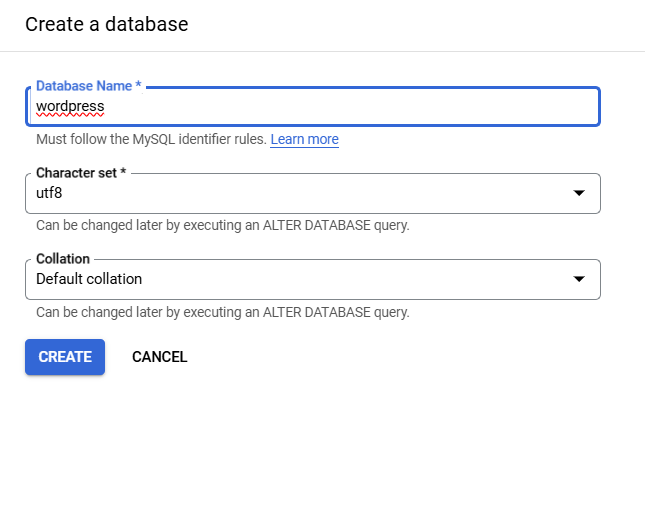 Create a database
Database Name *
wordpress
Must follow the MySQL identifier rules. Learn more
Character set *
utf8
Can be changed later by executing an ALTER DATABASE query.
Collation
Default collation
Can be changed later by executing an ALTER DATABASE query.
CREATE CANCEL